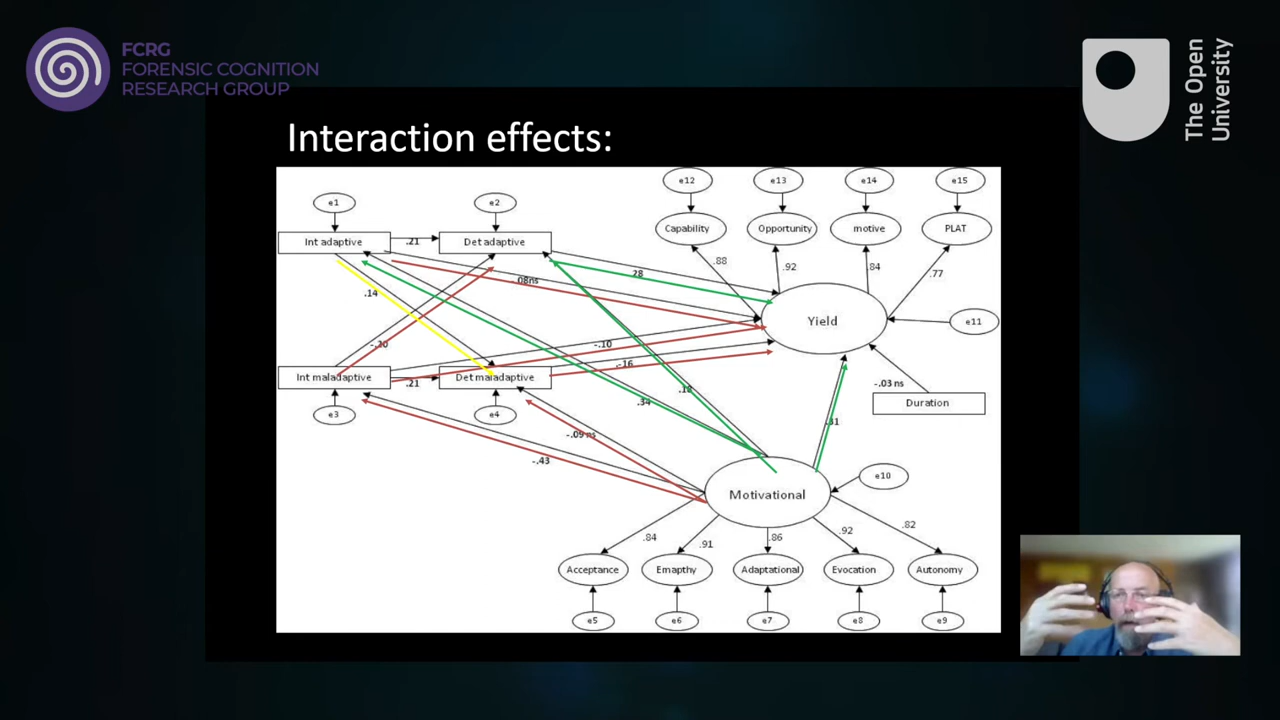 FCRG
FORENSIC COGNITION
RESEARCH GROUP
The Open
University
Interaction effects:
e12
e13
e14
e15
e1
e2
Capability
Opportunity
motive
PLAT
Int adaptive
.21
Det adaptive
.88
.92
.84
.77
28
.08ns
.14
Yield
e11
-.20
-.10
-.16
Int maladaptive
.21
Det maladaptive
-.03 ns
Duration
.18
.34
e3
e4
.31
-.09 ns
-.43
e10
Motivational
.84
.91
.86
.92
.82
Acceptance
Emapthy
Adaptational
Evocation
Autonomy
e5
e6
e7
e8
e9